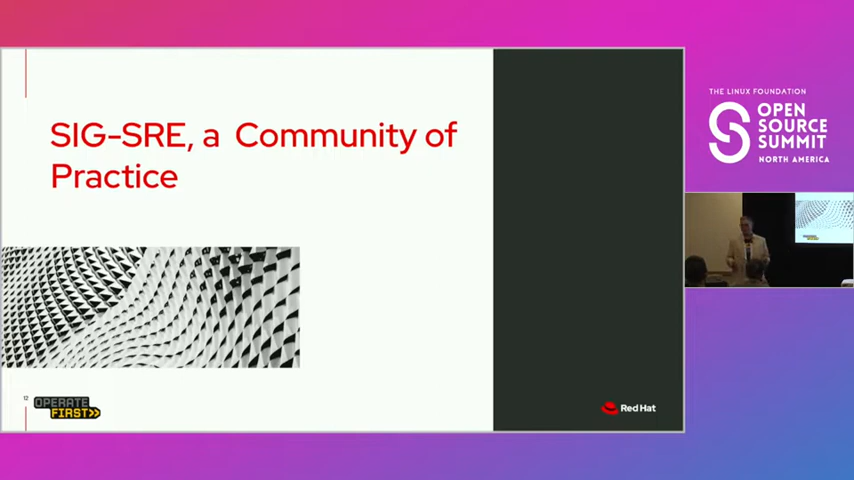 SIG-SRE, a Community of
Practice
12
OPERATE
FIRST>>
Red Hat
THE LINUX FOUNDATION
OPEN
SOURCE
SUMMIT
NORTH AMERICA